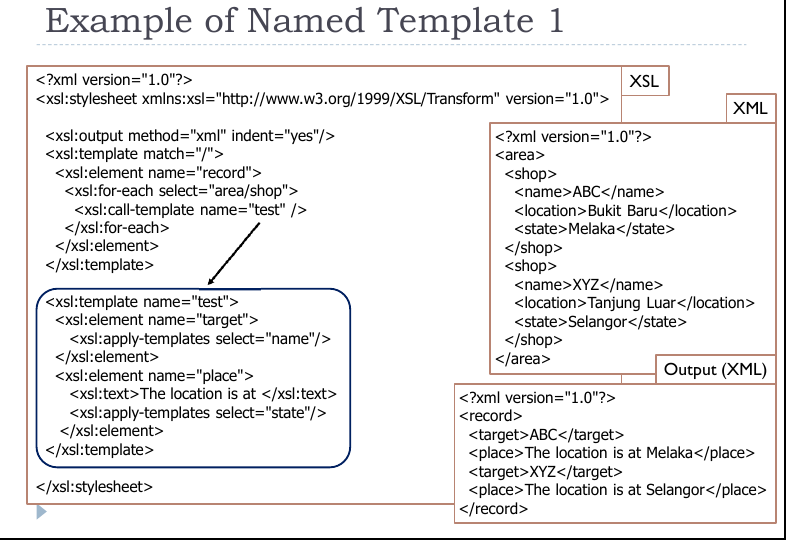 Example of Named Template 1
XSL
<?xml version="1.0"?>
<xsl:stylesheet xmlns:xsl="http://www.w3.org/1999/XSL/Transform" version="1.0">
<xsl:output method="xml" indent="yes"/>
<xsl:template match="/">
<xsl:element name="record">
<xsl:for-each select="area/shop">
<xsl:call-template name="test" />
</xsl:for-each>
</xsl:element>
</xsl:template>
<xsl:template name="test">
<xsl:element name="target">
<xsl:apply-templates select="name"/>
</xsl:element>
<xsl:element name="place">
<xsl:text>The location is at </xsl:text>
<xsl:apply-templates select="state"/>
</xsl:element>
</xsl:template>
</xsl:stylesheet>
XML
<?xml version="1.0"?>
<area>
<shop>
<name>ABC</name>
<location>Bukit Baru</location>
<state>Melaka</state>
</shop>
<shop>
<name>XYZ</name>
<location>Tanjung Luar</location>
<state>Selangor</state>
</shop>
</area>
Output (XML)
<?xml version="1.0"?>
<record>
<target>ABC</target>
<place>The location is at Melaka</place>
<target>XYZ</target>
<place>The location is at Selangor</place>
</record>